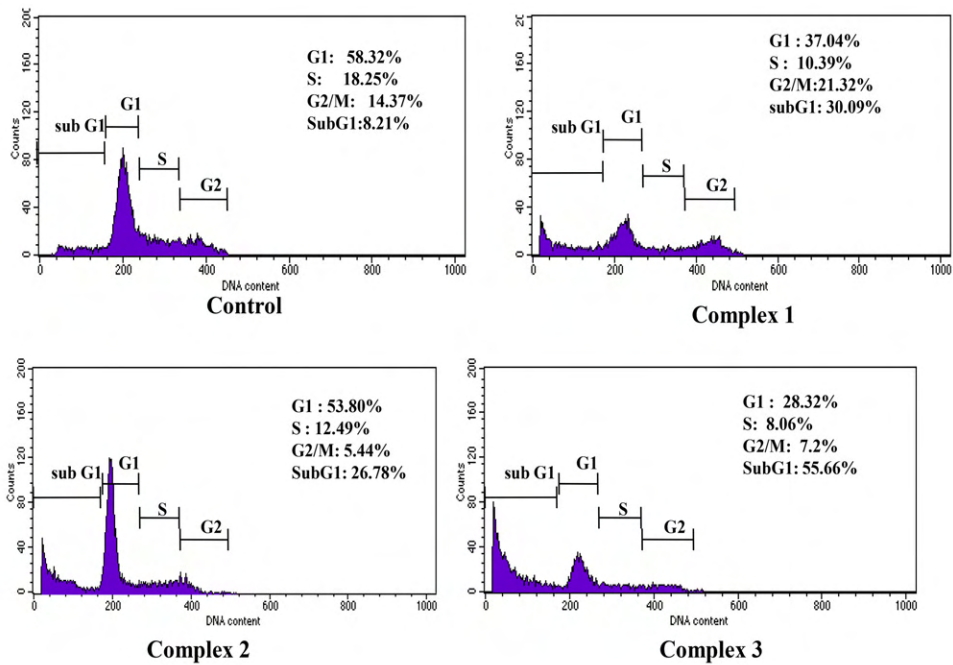 200
160
120
80
40
0
Counts
G1: 58.32%
S: 18.25%
G2/M: 14.37%
SubG1:8.21%
G1
sub G1
S
G2
0 200 400 600 800 1000
DNA content
Control
20
160
120
80
40
0
Counts
G1 : 37.04%
S : 10.39%
G2/M:21.32%
subG1: 30.09%
sub G1
G1
S
G2
0 200 400 600 800 1000
DNA content
Complex 1
200
160
120
80
40
0
Counts
G1 : 53.80%
S : 12.49%
G2/M: 5.44%
SubG1: 26.78%
sub G1
G1
S
G2
0 200 400 600 800 1000
DNA content
Complex 2
200
160
120
80
40
0
Counts
G1 : 28.32%
S: 8.06%
G2/M: 7.2%
SubG1: 55.66%
sub G1
G1
S
G2
0 200 400 600 800 1000
DNA content
Complex 3